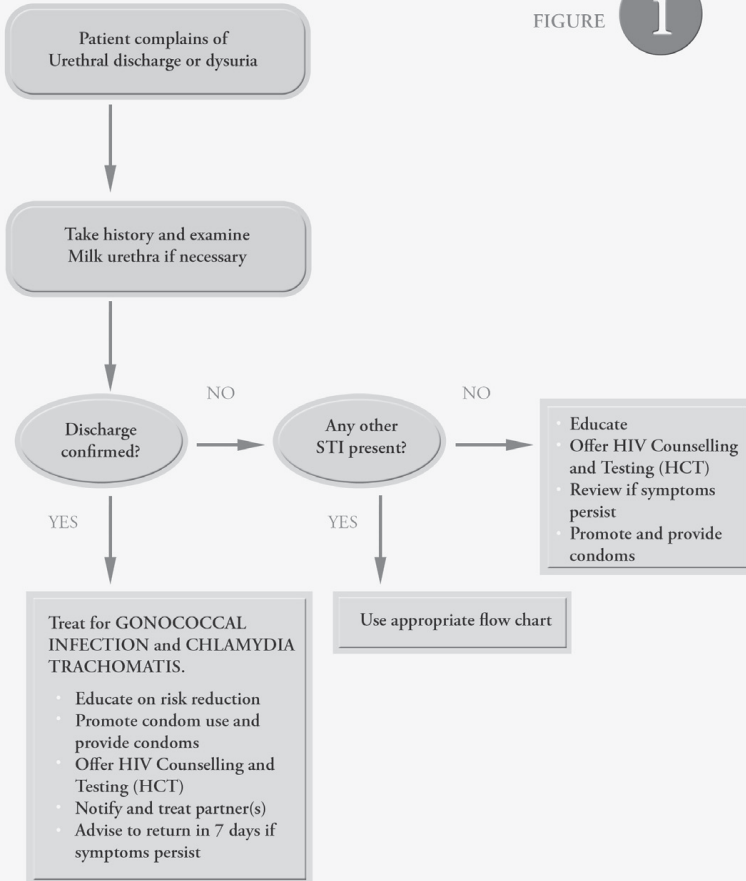 FIGURE 1
Patient complains of
Urethral discharge or dysuria
Take history and examine
Milk urethra if necessary
Discharge
confirmed?
NO
Any other
STI present?
NO
Educate
Offer HIV Counselling
and Testing (HCT)
Review if symptoms
persist
Promote and provide
condoms
YES
YES
Treat for GONOCOCCAL
INFECTION and CHLAMYDIA
TRACHOMATIS.
Educate on risk reduction
Promote condom use and
provide condoms
Offer HIV Counselling and
Testing (HCT)
Notify and treat partner(s)
Advise to return in 7 days if
symptoms persist
Use appropriate flow chart